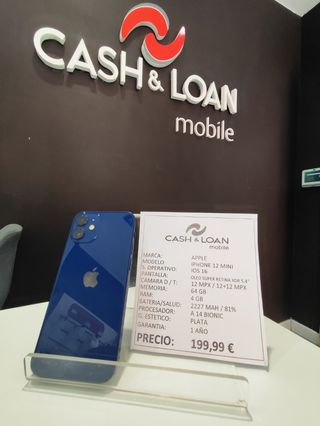 CASH & LOAN
mobile
CASH & LOAN
mobile
MARCA: APPLE
MODELO IPHONE 12 MINI
S. OPERATIVO: IOS 16
PANTALLA: OLED SUPER RETINA XDR 5.4"
CAMARA D / T: 12 MPX / 12+12 MPX
MEMORIA: 64 GB
RAM: 4 GB
BATERIA/SALUD: 2227 MAH / 81%
PROCESADOR: A 14 BIONIC
G. ESTETICO: PLATA
GARANTIA: 1 AÑO
PRECIO: 199,99 €